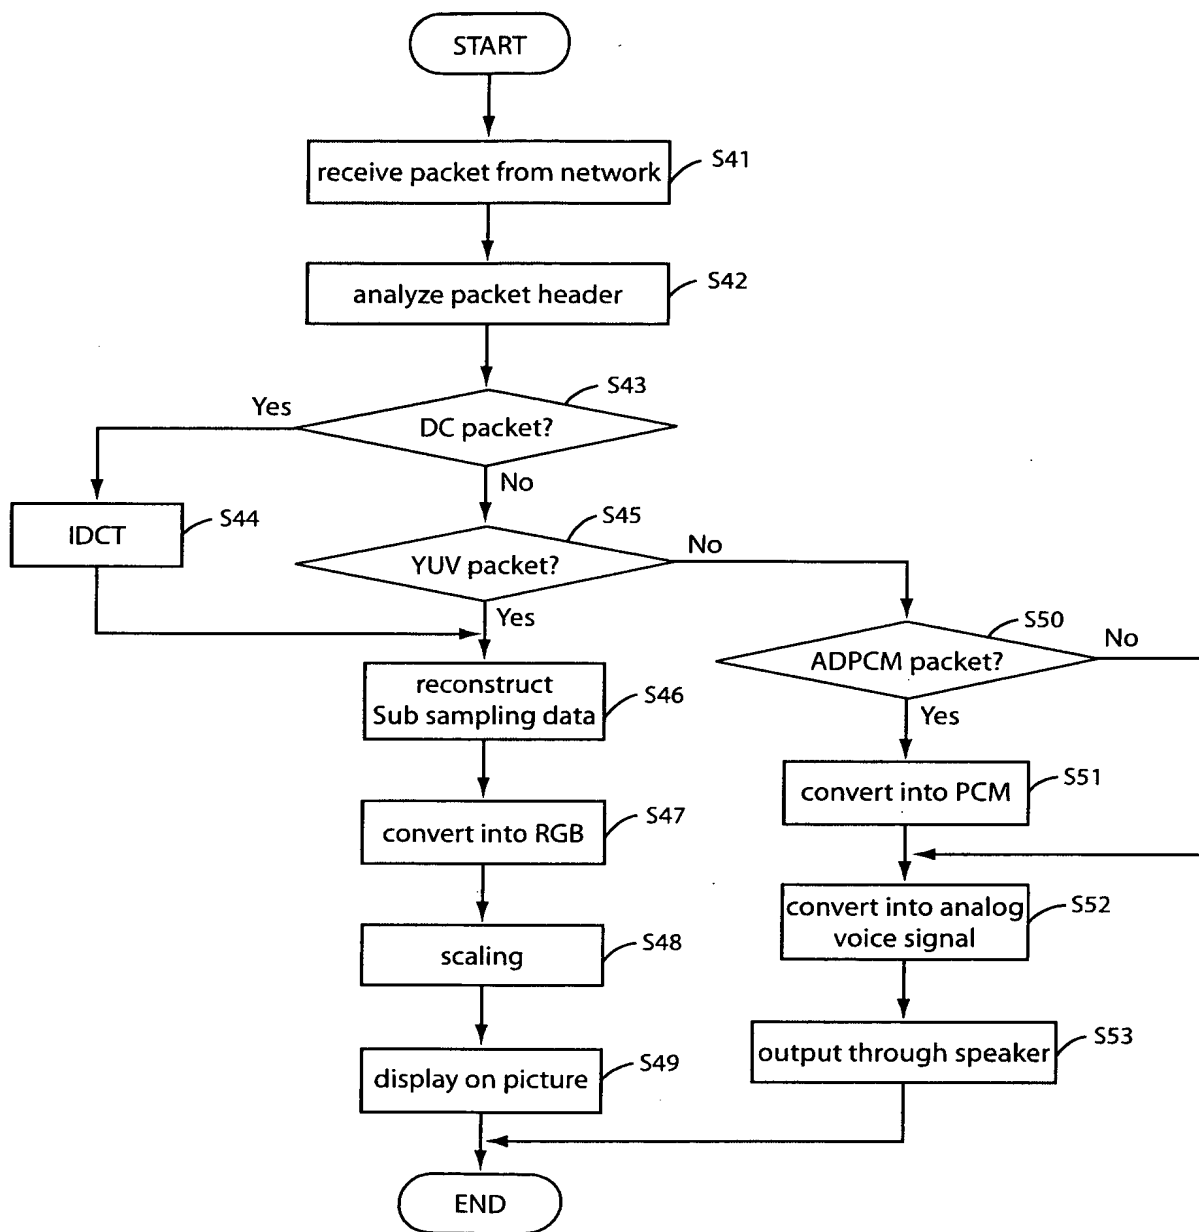 START
receive packet from network
S41
analyze packet header
S42
S43
Yes
DC packet?
No
IDCT
S44
S45
YUV packet?
No
Yes
S50
No
ADPCM packet?
Yes
reconstruct
Sub sampling data
S46
convert into PCM
S51
convert into RGB
S47
convert into analog
voice signal
S52
scaling
S48
output through speaker
S53
display on picture
S49
END